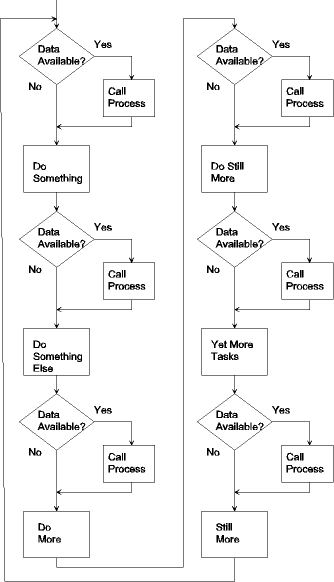 Data
Available?
Yes
No
Call
Process
Do
Something
Data
Available?
Yes
No
Call
Process
Do
Something
Else
Data
Available?
Yes
No
Call
Process
Do
More
Data
Available?
Yes
No
Call
Process
Do Still
More
Data
Available?
Yes
No
Call
Process
Yet More
Tasks
Data
Available?
Yes
No
Call
Process
Still
More